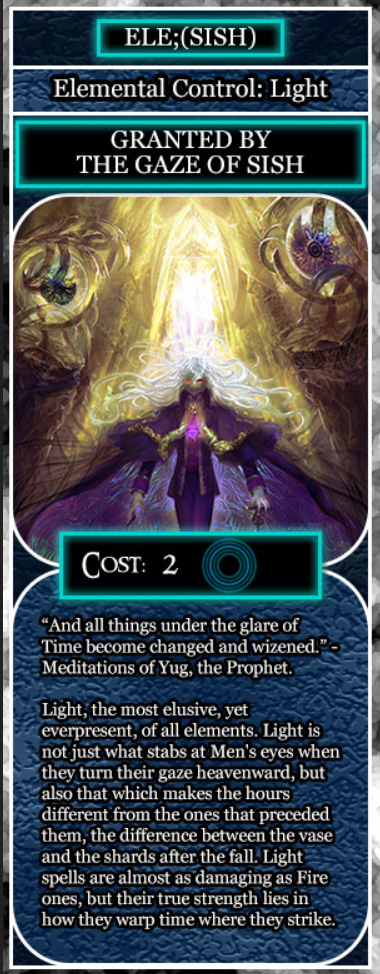 ELE;(SISH)
Elemental Control: Light
GRANTED BY
THE GAZE OF SISH
COST: 2
“And all things under the glare of
Time become changed and wizened.” -
Meditations of Yug, the Prophet.
Light, the most elusive, yet
everpresent, of all elements. Light is
not just what stabs at Men's eyes when
they turn their gaze heavenward, but
also that which makes the hours
different from the ones that preceded
them, the difference between the vase
and the shards after the fall. Light
spells are almost as damaging as Fire
ones, but their true strength lies in
how they warp time where they strike.